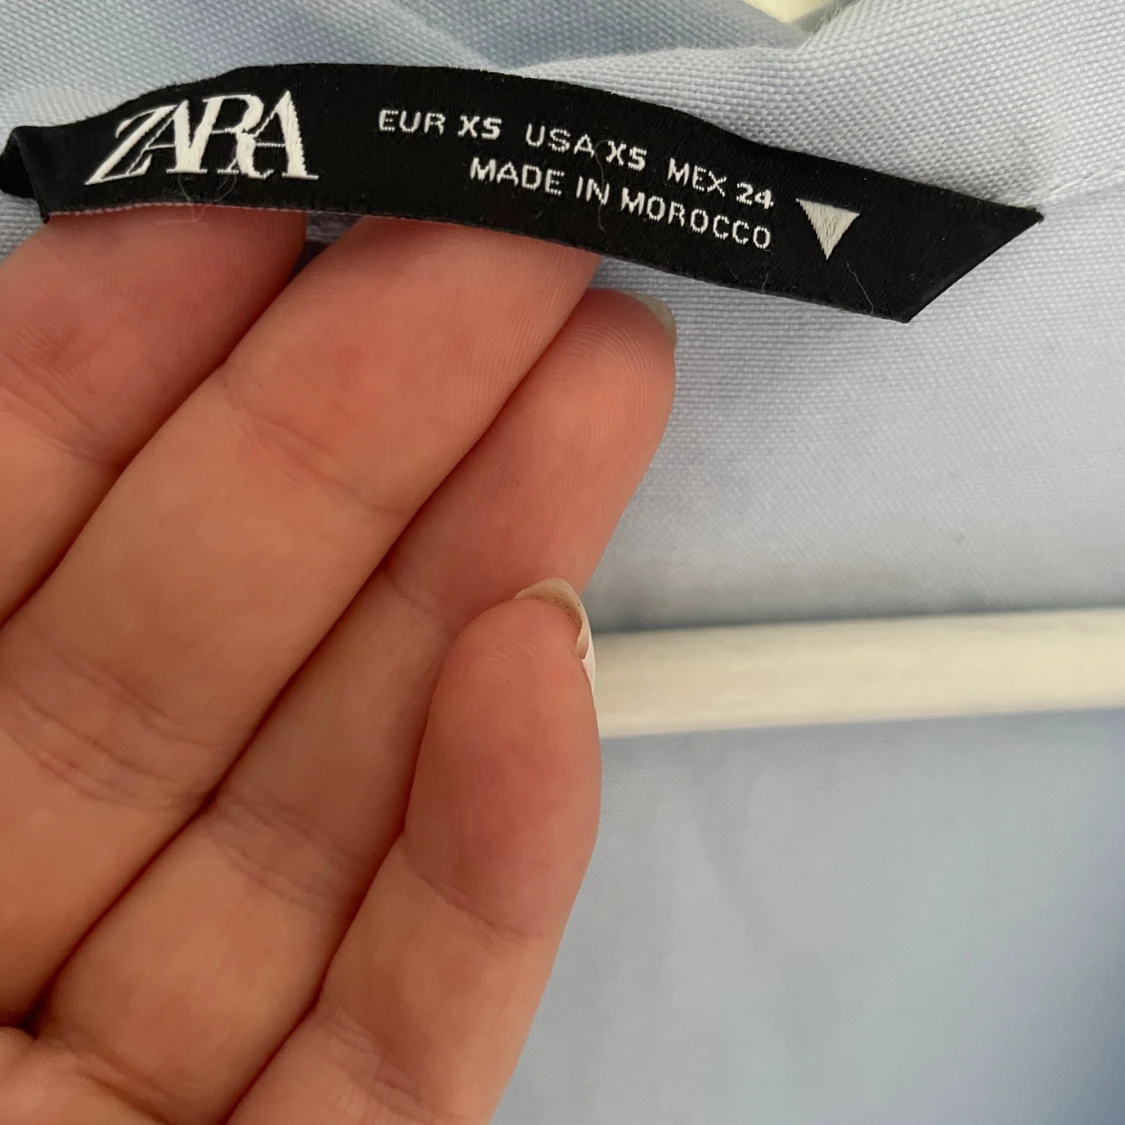 ZARA
EUR XS USA XS MEX 24
MADE IN MOROCCO